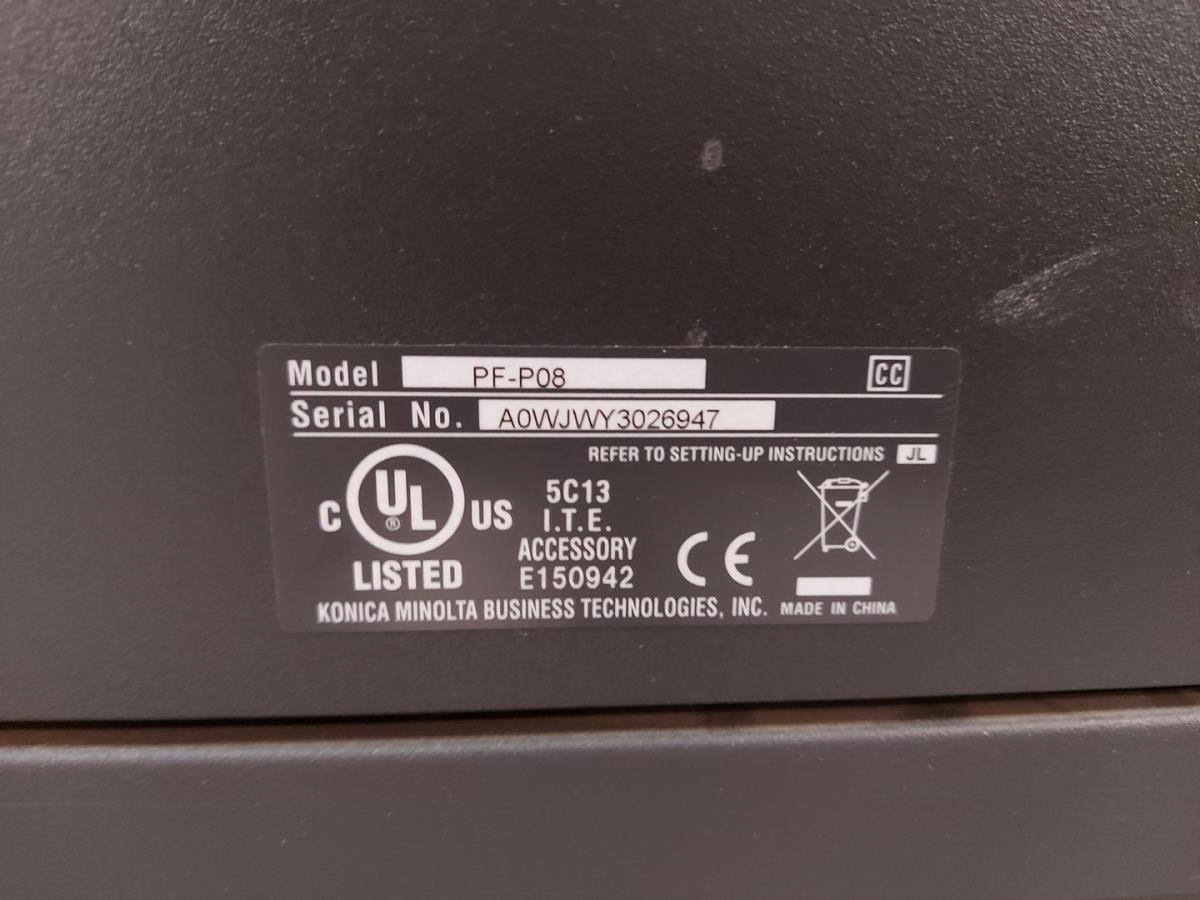 Model PF-P08 CC
Serial No. A0WJWY3026947
REFER TO SETTING-UP INSTRUCTIONS JL
C UL ® US
LISTED
5C13
I.T.E.
ACCESSORY
E150942
CE
KONICA MINOLTA BUSINESS TECHNOLOGIES, INC. MADE IN CHINA